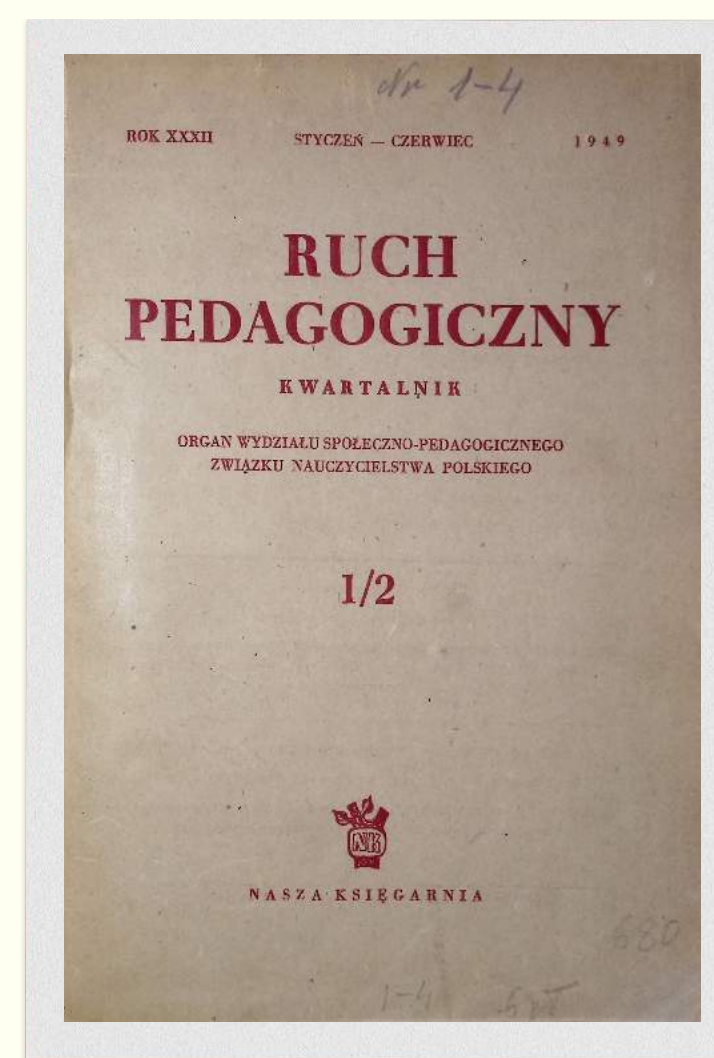 Nr 1-4
ROK XXXII STYCZEŃ — CZERWIEC 1949
RUCH
PEDAGOGICZNY
KWARTALNIK
ORGAN WYDZIAŁU SPOŁECZNO-PEDAGOGICZNEGO
ZWIĄZKU NAUCZYCIELSTWA POLSKIEGO
1/2
NK
NASZA KSIĘGARNIA
680
1-4